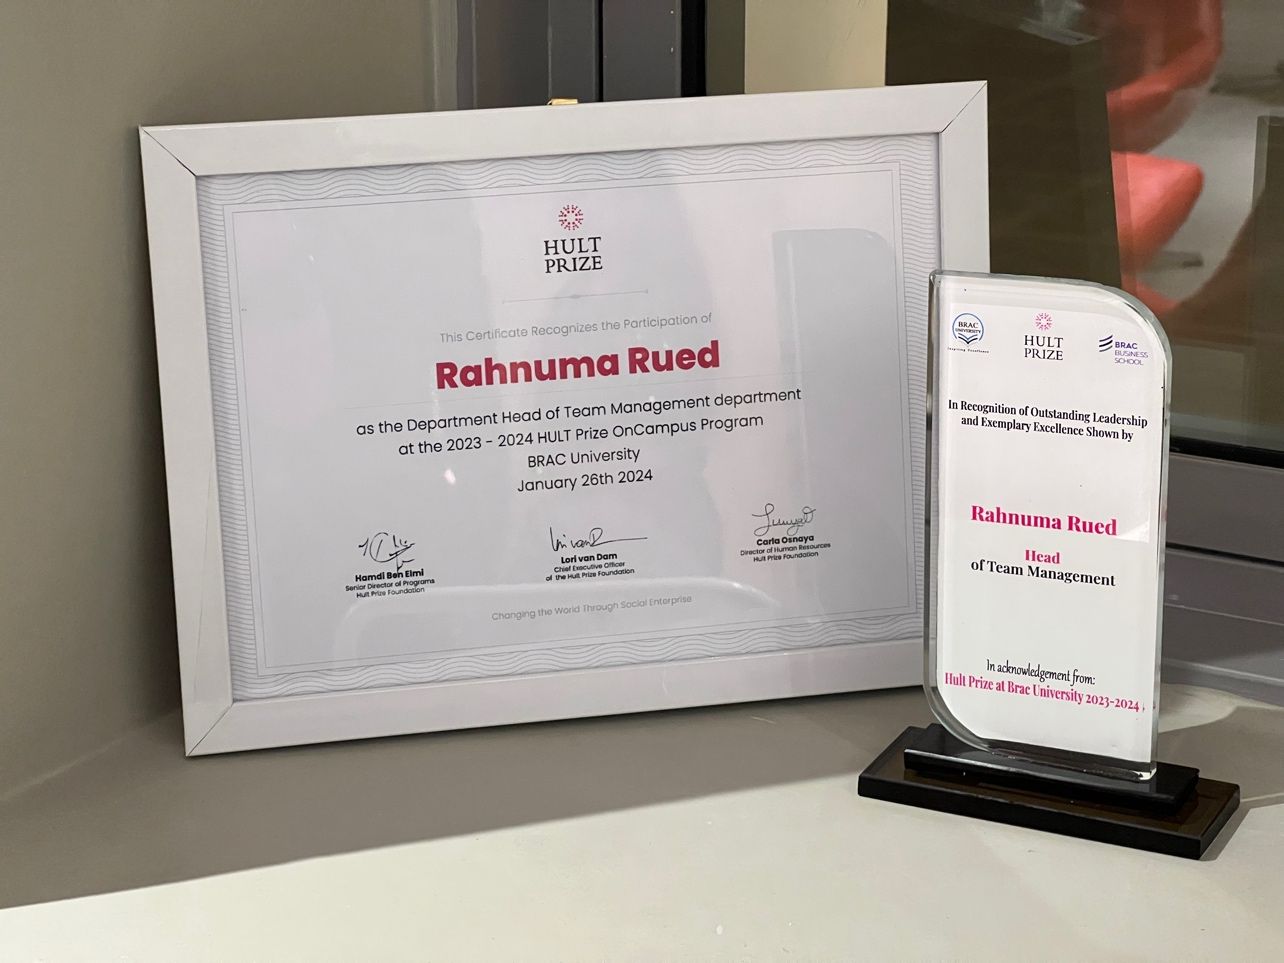 HULT
PRIZE
This Certificate Recognizes the Participation of
Rahnuma Rued
as the Department Head of Team Management department
at the 2023 - 2024 HULT Prize OnCampus Program
BRAC University
January 26th 2024
Hamdi Ben Elmi
Senior Director of Programs
Hult Prize Foundation
Lori van Dam
Chief Executive Officer
of the Hult Prize Foundation
Carla Osnaya
Director of Human Resources
Hult Prize Foundation
Changing the World Through Social Enterprise
BRAC
UNIVERSITY
Inspiring Excellence
HULT
PRIZE
BRAC
BUSINESS
SCHOOL
In Recognition of Outstanding Leadership
and Exemplary Excellence Shown by
Rahnuma Rued
Head
of Team Management
In acknowledgement from:
Hult Prize at Brac University 2023-2024